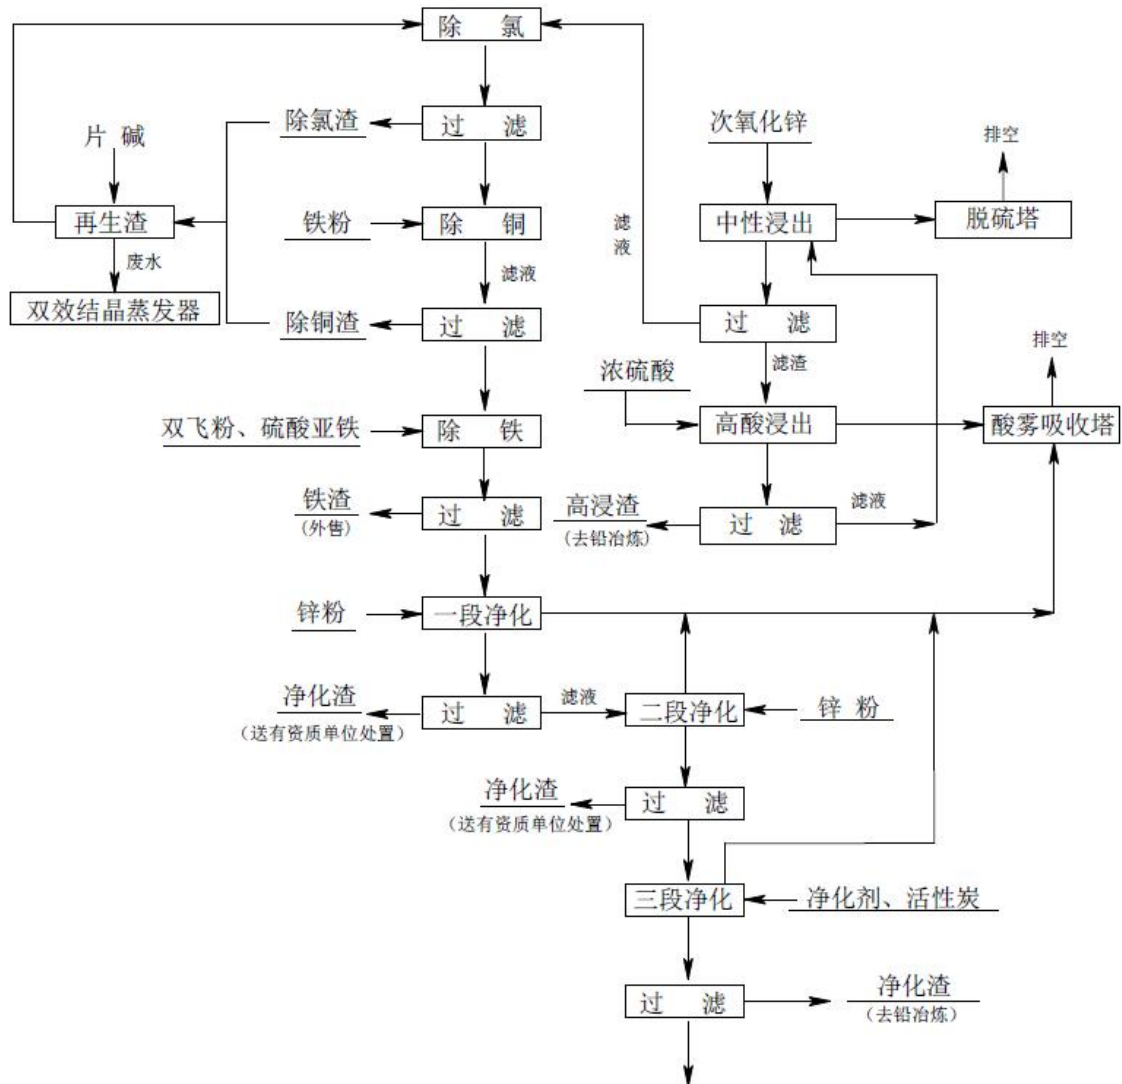 除 氯
除氯渣
过 滤
次氧化锌
排空
片 碱
再生渣
铁粉
除 铜
滤液
中性浸出
脱硫塔
废水
滤液
双效结晶蒸发器
除铜渣
过 滤
过 滤
排空
滤渣
浓硫酸
双飞粉、硫酸亚铁
除 铁
高酸浸出
酸雾吸收塔
铁渣
(外售)
过 滤
高浸渣
(去铅冶炼)
过 滤
滤液
锌粉
一段净化
净化渣
(送有资质单位处置)
过 滤
滤液
二段净化
锌 粉
净化渣
(送有资质单位处置)
过 滤
三段净化
净化剂、活性炭
过 滤
净化渣
(去铅冶炼)